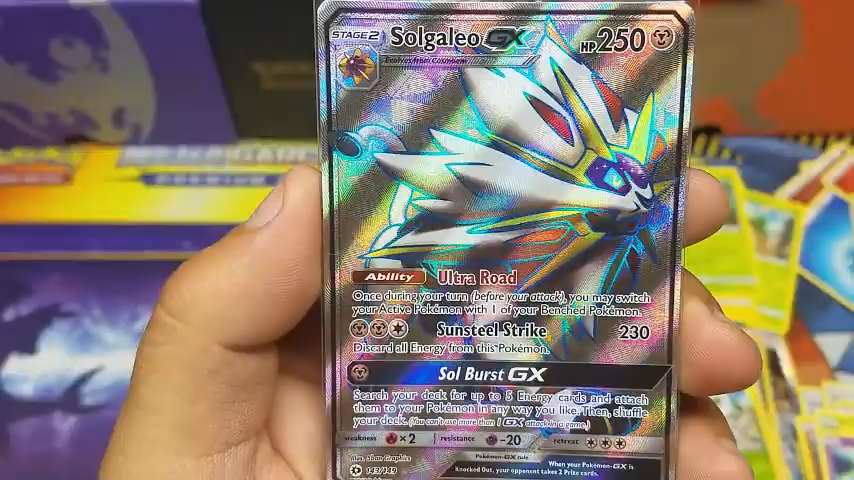 STAGE2 Solgaleo GX HP250
Evolves from Cosmoem
Ability Ultra Road
Once during your turn (before your attack), you may switch
your Active Pokémon with 1 of your Benched Pokémon.
Sunsteel Strike 230
Discard all Energy from this Pokémon.
Sol Burst GX
Search your deck for up to 5 Energy cards and attach
them to your Pokémon in any way you like. Then, shuffle
your deck. (You can't use more than 1 GX attack in a game.)
weakness ×2 resistance -20 retreat
Illus. 5ban Graphics
143/149
Pokémon-GX rule
When your Pokémon-GX is
Knocked Out, your opponent takes 2 Prize cards.